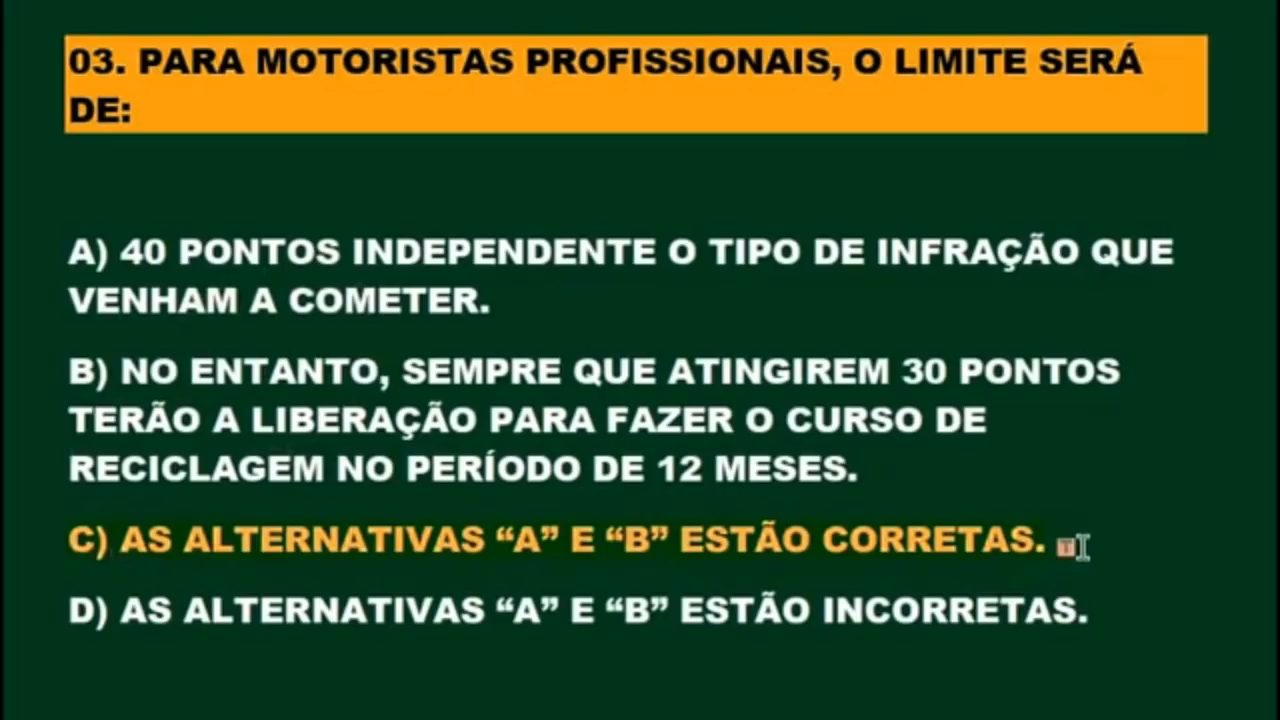 03. PARA MOTORISTAS PROFISSIONAIS, O LIMITE SERÁ
DE:
A) 40 PONTOS INDEPENDENTE O TIPO DE INFRAÇÃO QUE
VENHAM A COMETER.
B) NO ENTANTO, SEMPRE QUE ATINGIREM 30 PONTOS
TERÃO A LIBERAÇÃO PARA FAZER O CURSO DE
RECICLAGEM NO PERÍODO DE 12 MESES.
C) AS ALTERNATIVAS “A” E “B” ESTÃO CORRETAS.
D) AS ALTERNATIVAS “A” E “B” ESTÃO INCORRETAS.